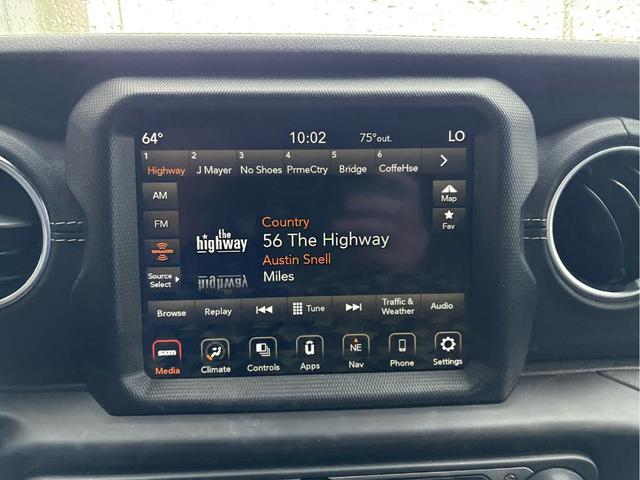 64° 10:02 75°out. LO
1 2 3 4 5 6
Highway J Mayer No Shoes PrmeCtry Bridge CoffeHse
AM
Map
FM
Fav
the highway
Country
56 The Highway
Austin Snell
Miles
Source Select
Browse Replay Tune Traffic & Weather Audio
NE
Media Climate Controls Apps Nav Phone Settings